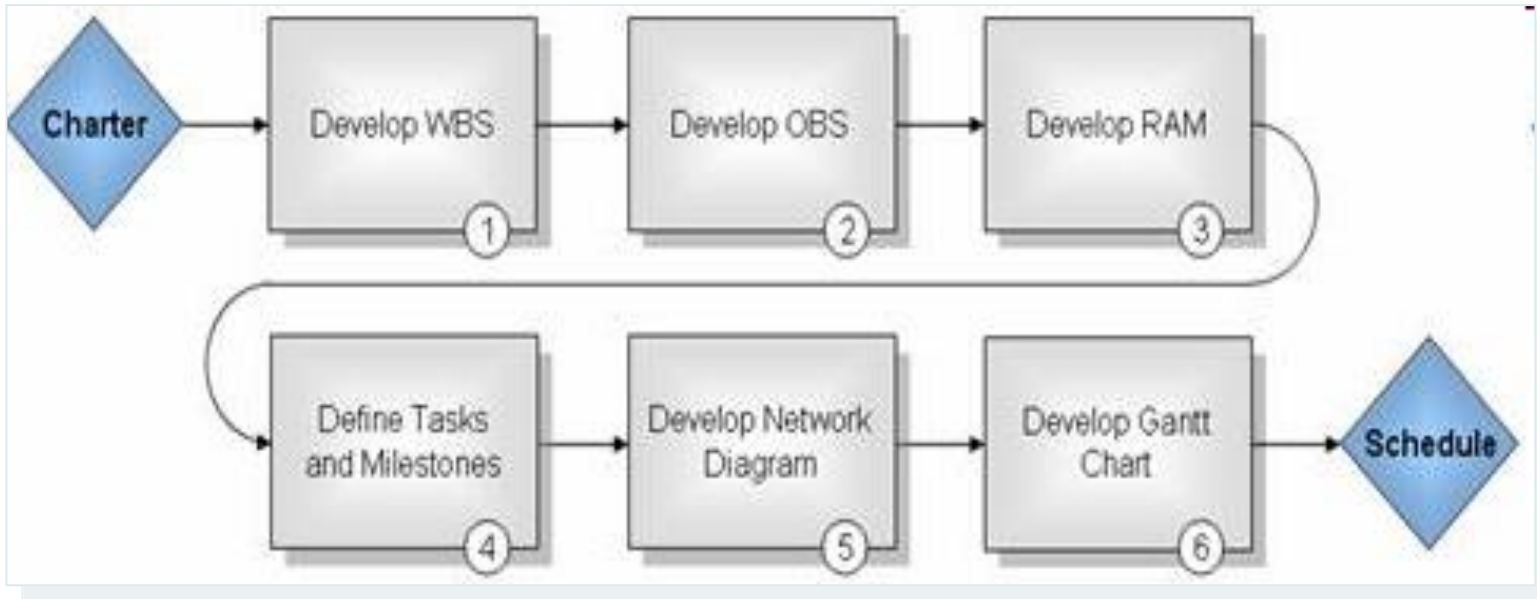 Charter
Develop WBS
1
Develop OBS
2
Develop RAM
3
Define Tasks
and Milestones
4
Develop Network
Diagram
5
Develop Gantt
Chart
6
Schedule